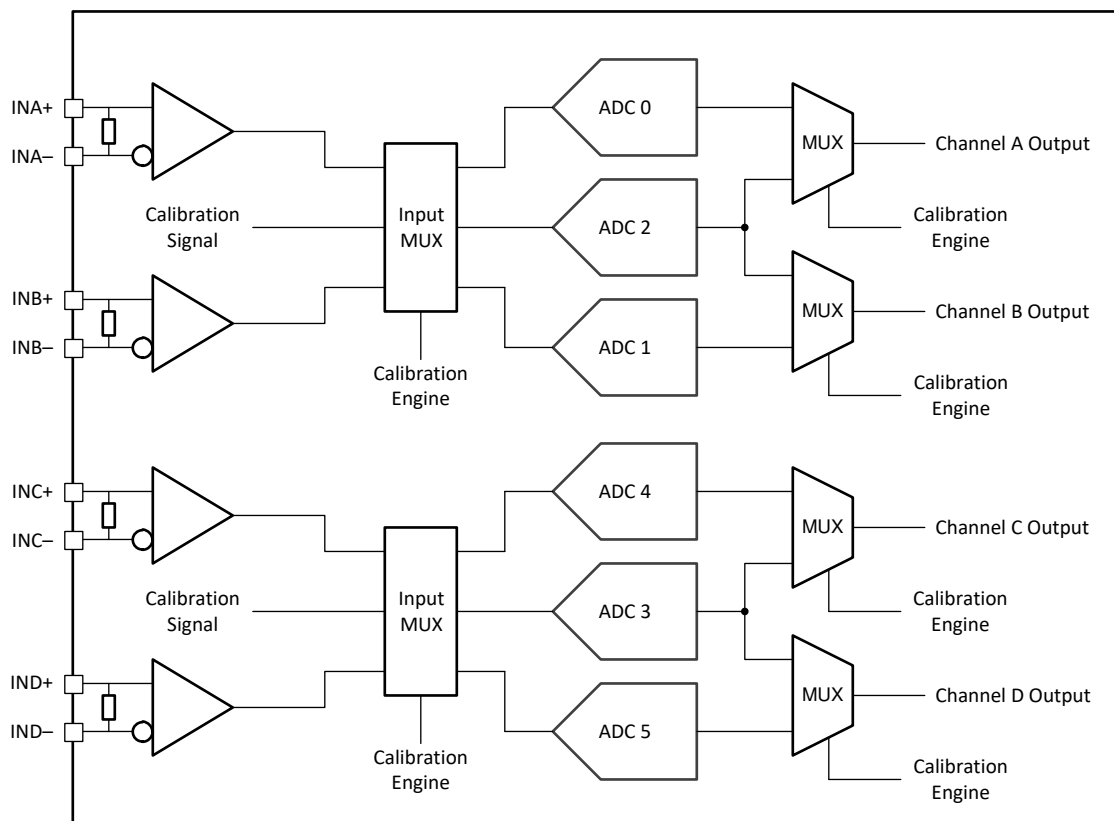 INA+
INA–
Calibration
Signal
INB+
INB–
Input
MUX
Calibration
Engine
ADC 0
ADC 2
ADC 1
MUX
Channel A Output
Calibration
Engine
MUX
Channel B Output
Calibration
Engine
INC+
INC–
Calibration
Signal
IND+
IND–
Input
MUX
Calibration
Engine
ADC 4
ADC 3
ADC 5
MUX
Channel C Output
Calibration
Engine
MUX
Channel D Output
Calibration
Engine